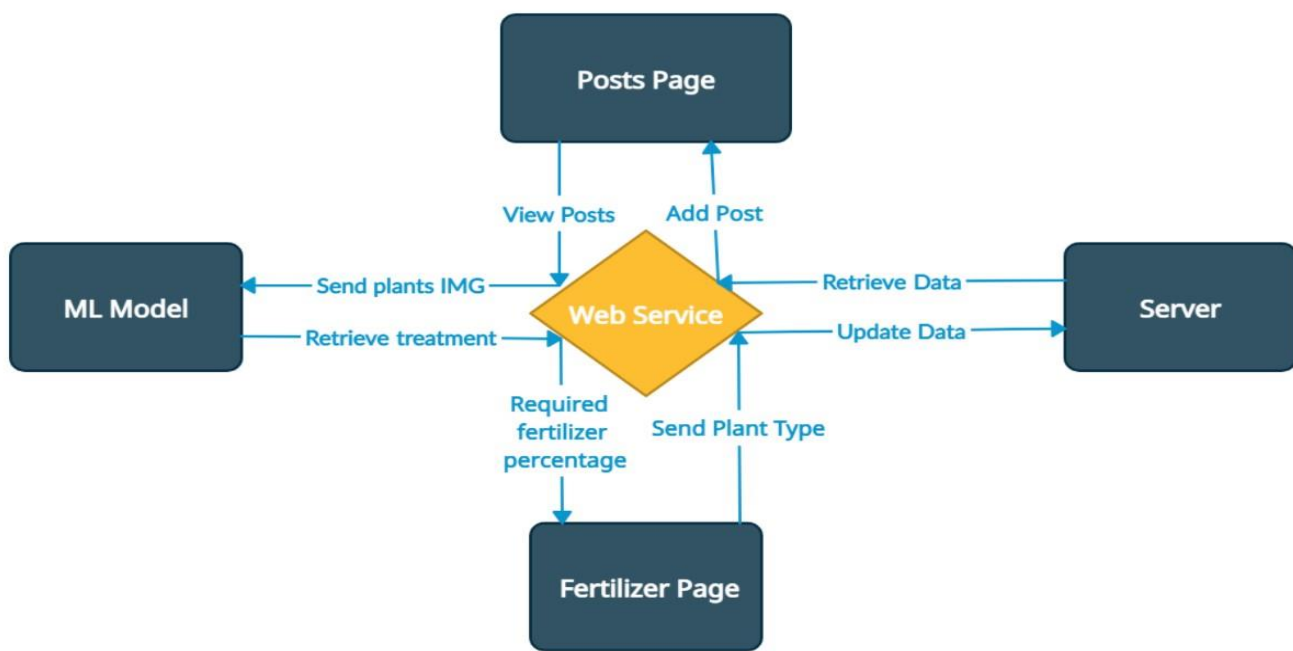 Posts Page
View Posts
Add Post
ML Model
Send plants IMG
Retrieve treatment
Web Service
Retrieve Data
Update Data
Server
Required
fertilizer
percentage
Send Plant Type
Fertilizer Page